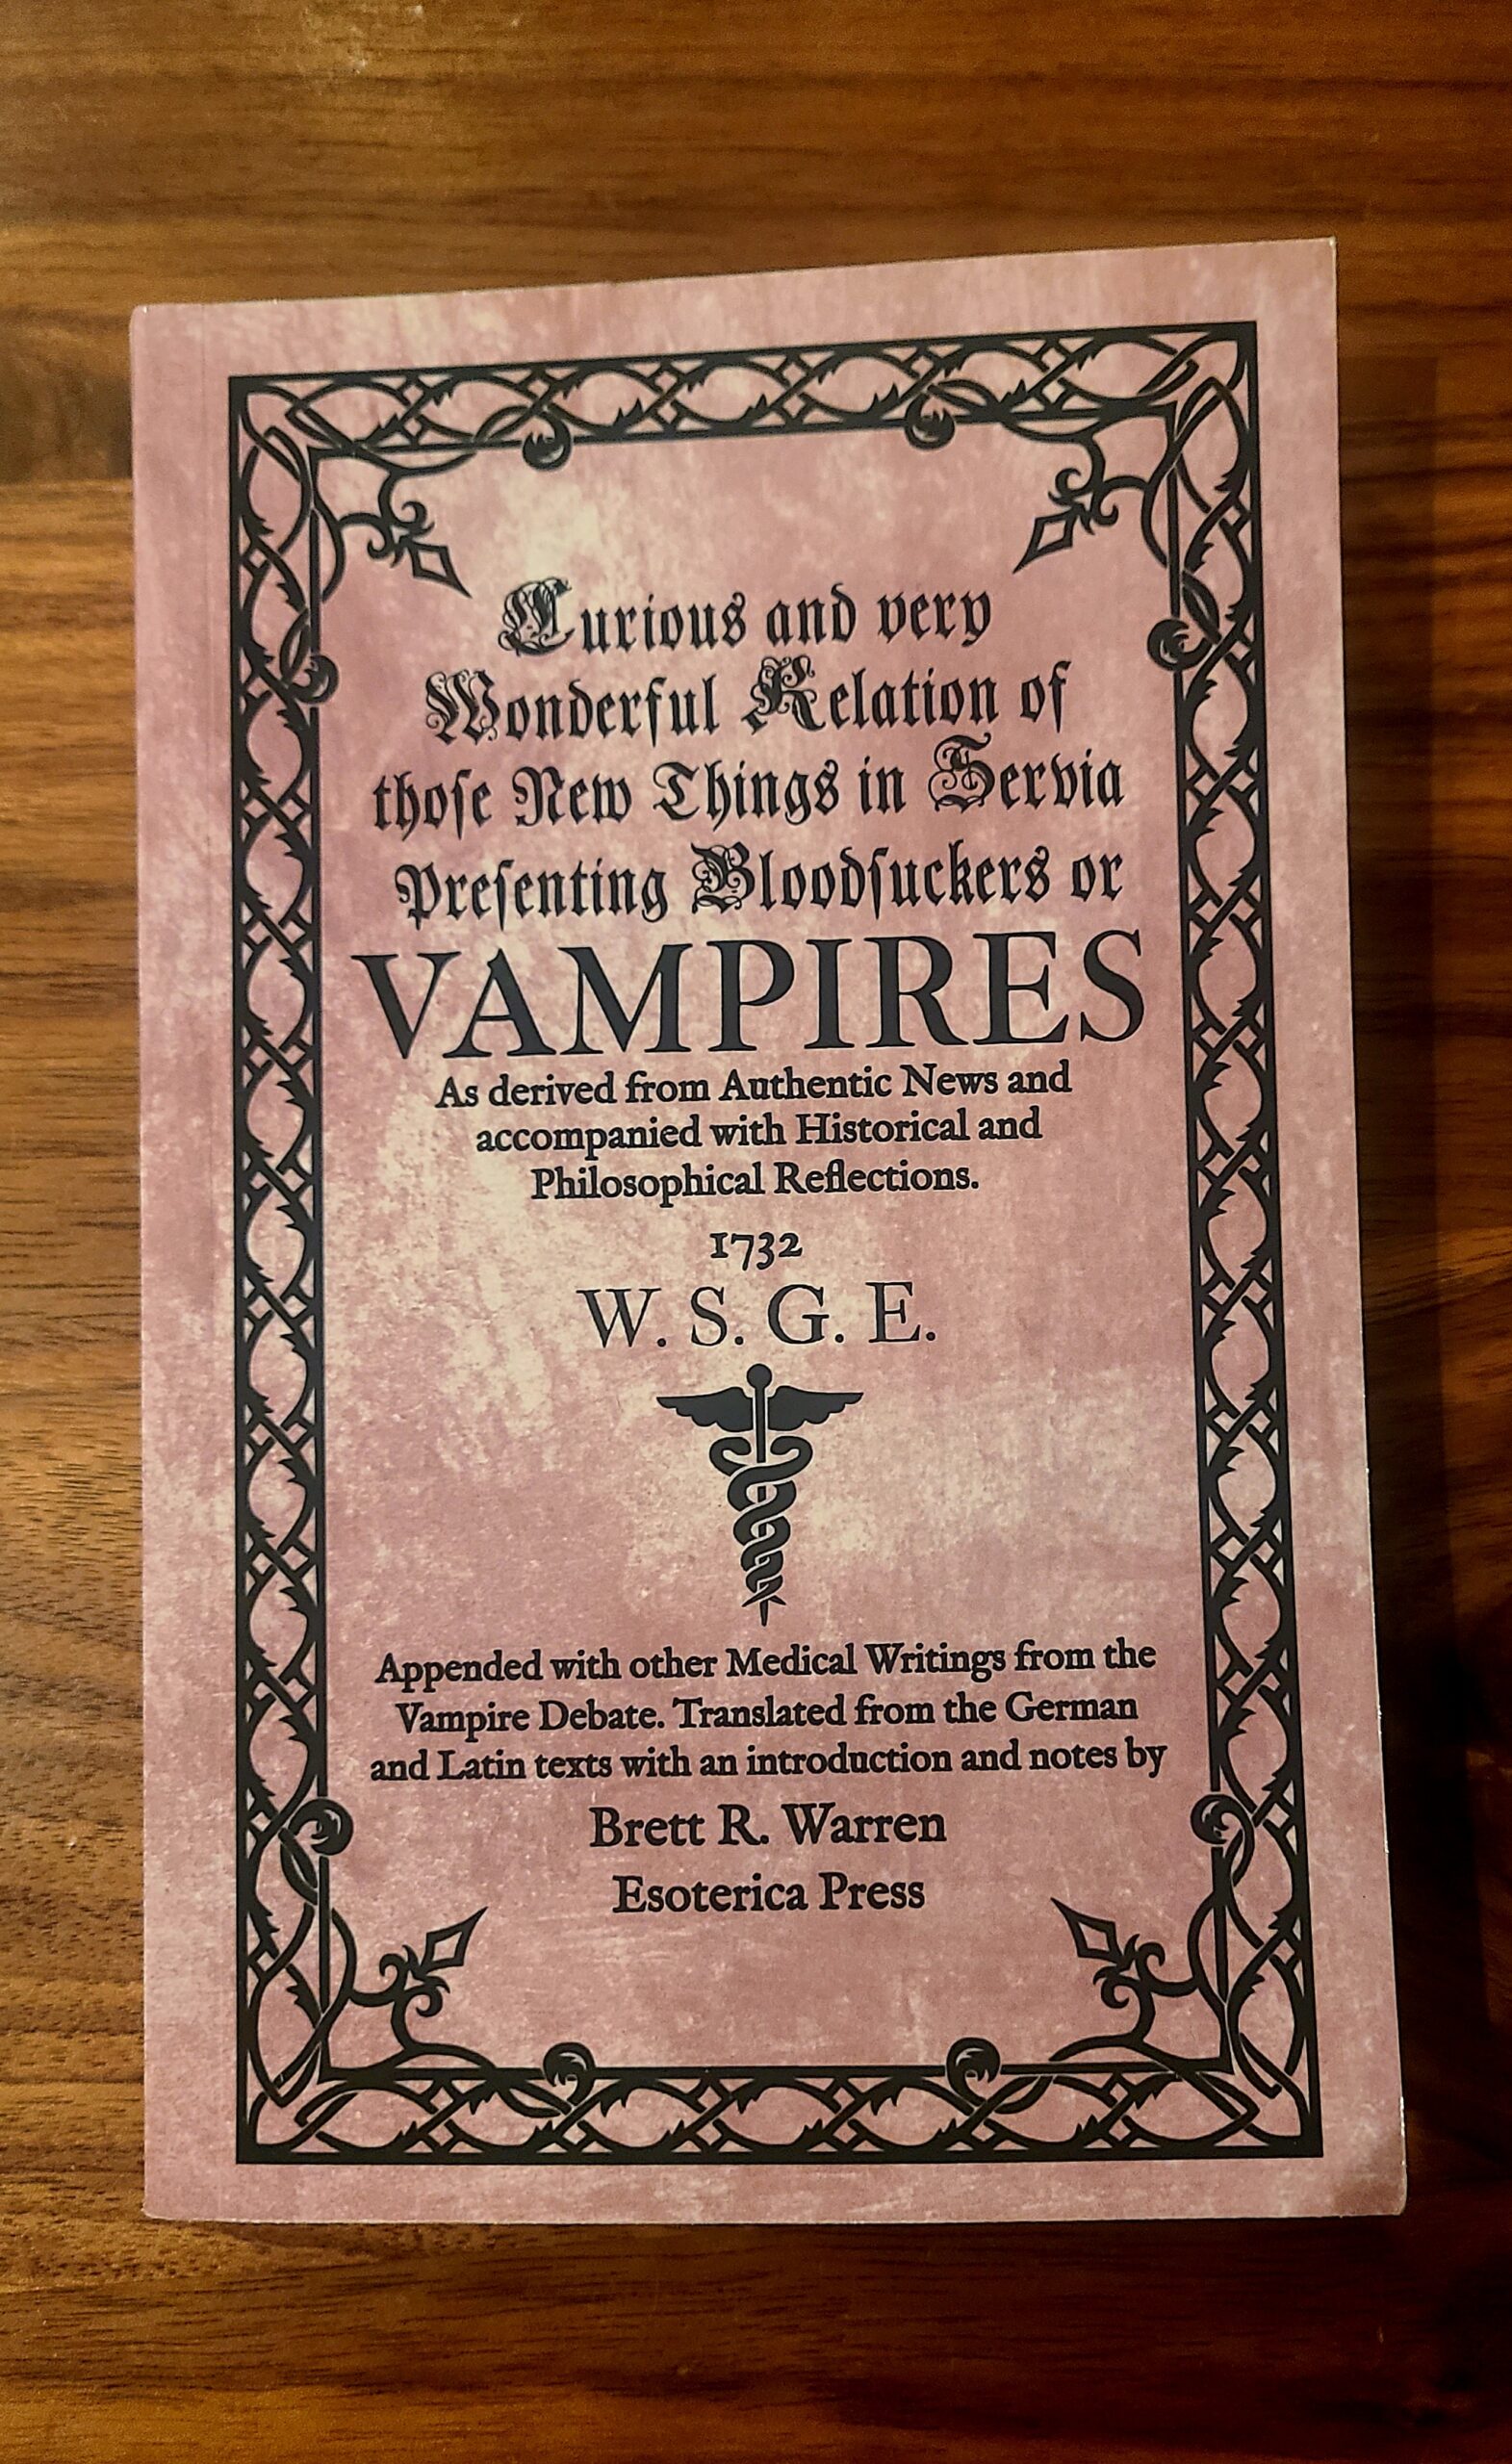 Curious and very
Wonderful Relation of
thoſe New Things in Servia
Preſenting Bloodſuckers or
VAMPIRES
As derived from Authentic News and
accompanied with Historical and
Philosophical Reflections.
1732
W. S. G. E.
Appended with other Medical Writings from the
Vampire Debate. Translated from the German
and Latin texts with an introduction and notes by
Brett R. Warren
Esoterica Press